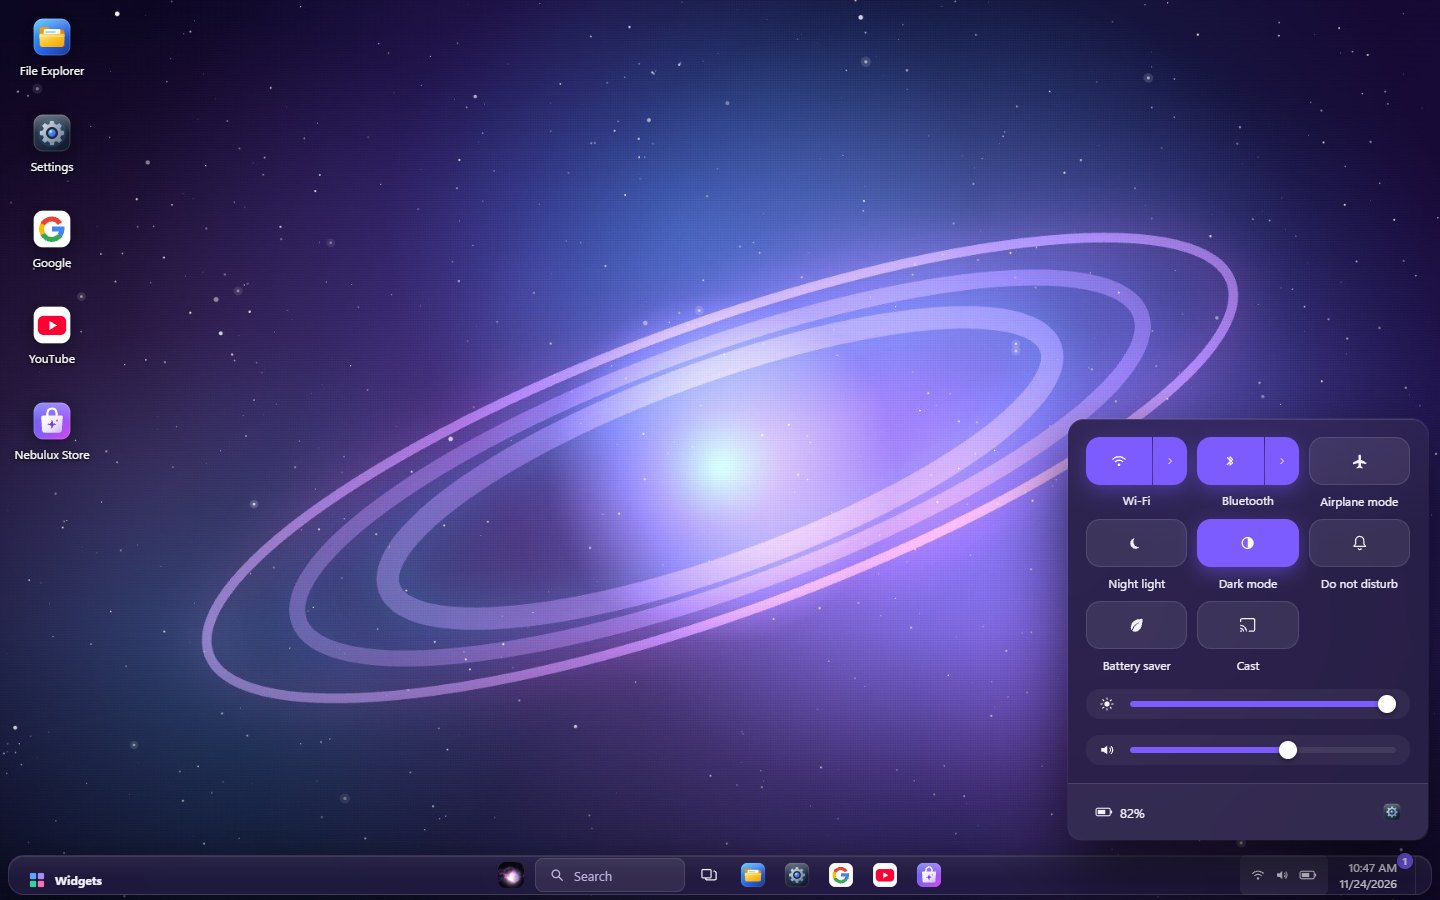 File Explorer
Settings
Google
YouTube
Nebulux Store
Wi-Fi
Bluetooth
Airplane mode
Night light
Dark mode
Do not disturb
Battery saver
Cast
82%
Widgets
Search
10:47 AM
11/24/2026
1